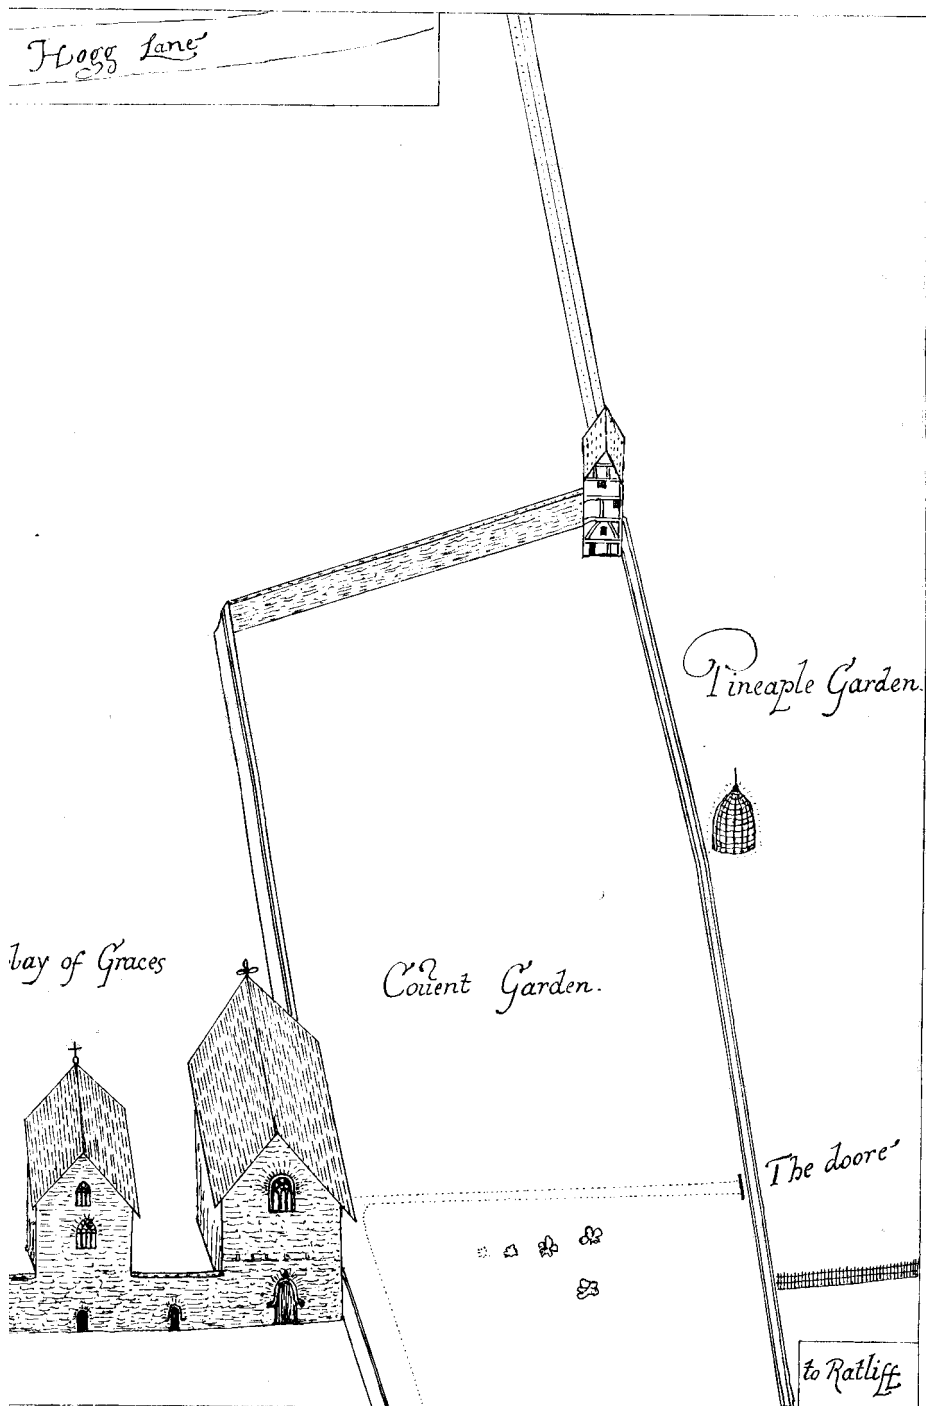 Hogg Lane
Pineaple Garden.
bay of Graces
Couent Garden.
The doore
to Ratliff